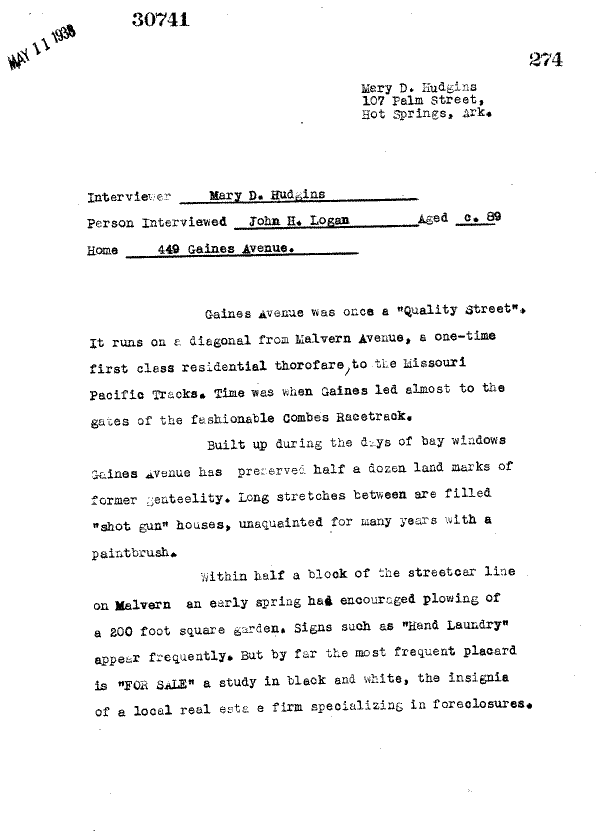 30741
MAY 11 1938
274
Mary D. Hudgins
107 Palm Street,
Hot Springs, Ark.
Interviewer Mary D. Hudgins
Person Interviewed John H. Logan Aged c. 89
Home 449 Gaines Avenue.
Gaines Avenue was once a "Quality Street".
It runs on a diagonal from Malvern Avenue, a one-time
first class residential thorofare, to the Missouri
Pacific Tracks. Time was when Gaines led almost to the
gates of the fashionable Combes Racetrack.
Built up during the days of bay windows
Gaines Avenue has preserved half a dozen land marks of
former genteelity. Long stretches between are filled
"shot gun" houses, unaquainted for many years with a
paintbrush.
Within half a block of the streetcar line
on Malvern an early spring had encouraged plowing of
a 200 foot square garden. Signs such as "Hand Laundry"
appear frequently. But by far the most frequent placard
is "FOR SALE" a study in black and white, the insignia
of a local real esta e firm specializing in foreclosures.